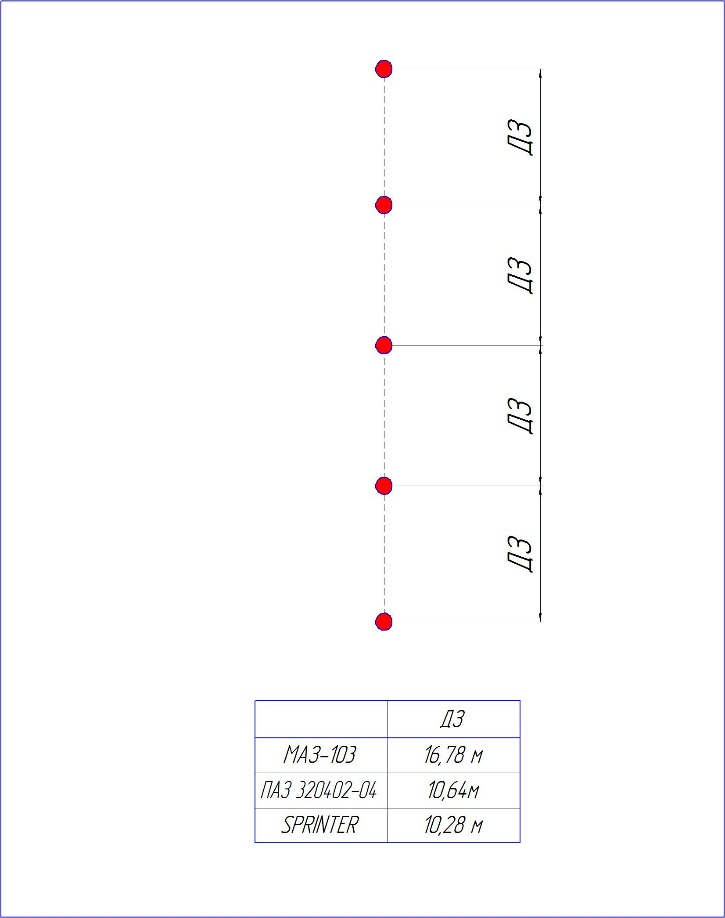 ДЗ
ДЗ
ДЗ
ДЗ
ДЗ
МАЗ-103 16,78 м
ПАЗ 320402-04 10,64м
SPRINTER 10,28 м